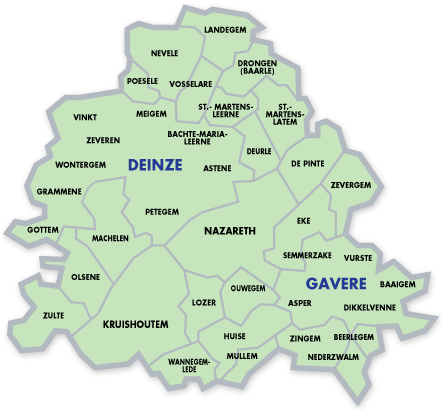 LANDEGEM
NEVELE
DRONGEN
(BAARLE)
POESELE
VOSSELARE
ST.- MARTENS-
LEERNE
ST.-
MARTENS-
LATEM
MEIGEM
VINKT
BACHTE-MARIA-
LEERNE
ZEVEREN
DEURLE
WONTERGEM
DEINZE
ASTENE
DE PINTE
GRAMMENE
ZEVERGEM
PETEGEM
EKE
GOTTEM
NAZARETH
MACHELEN
SEMMERZAKE
VURSTE
OLSENE
GAVERE
BAAIGEM
OUWEGEM
LOZER
ASPER
DIKKELVENNE
ZULTE
KRUISHOUTEM
HUISE
ZINGEM
BEERLEGEM
MULLEM
NEDERZWALM
WANNEGEM-
LEDE